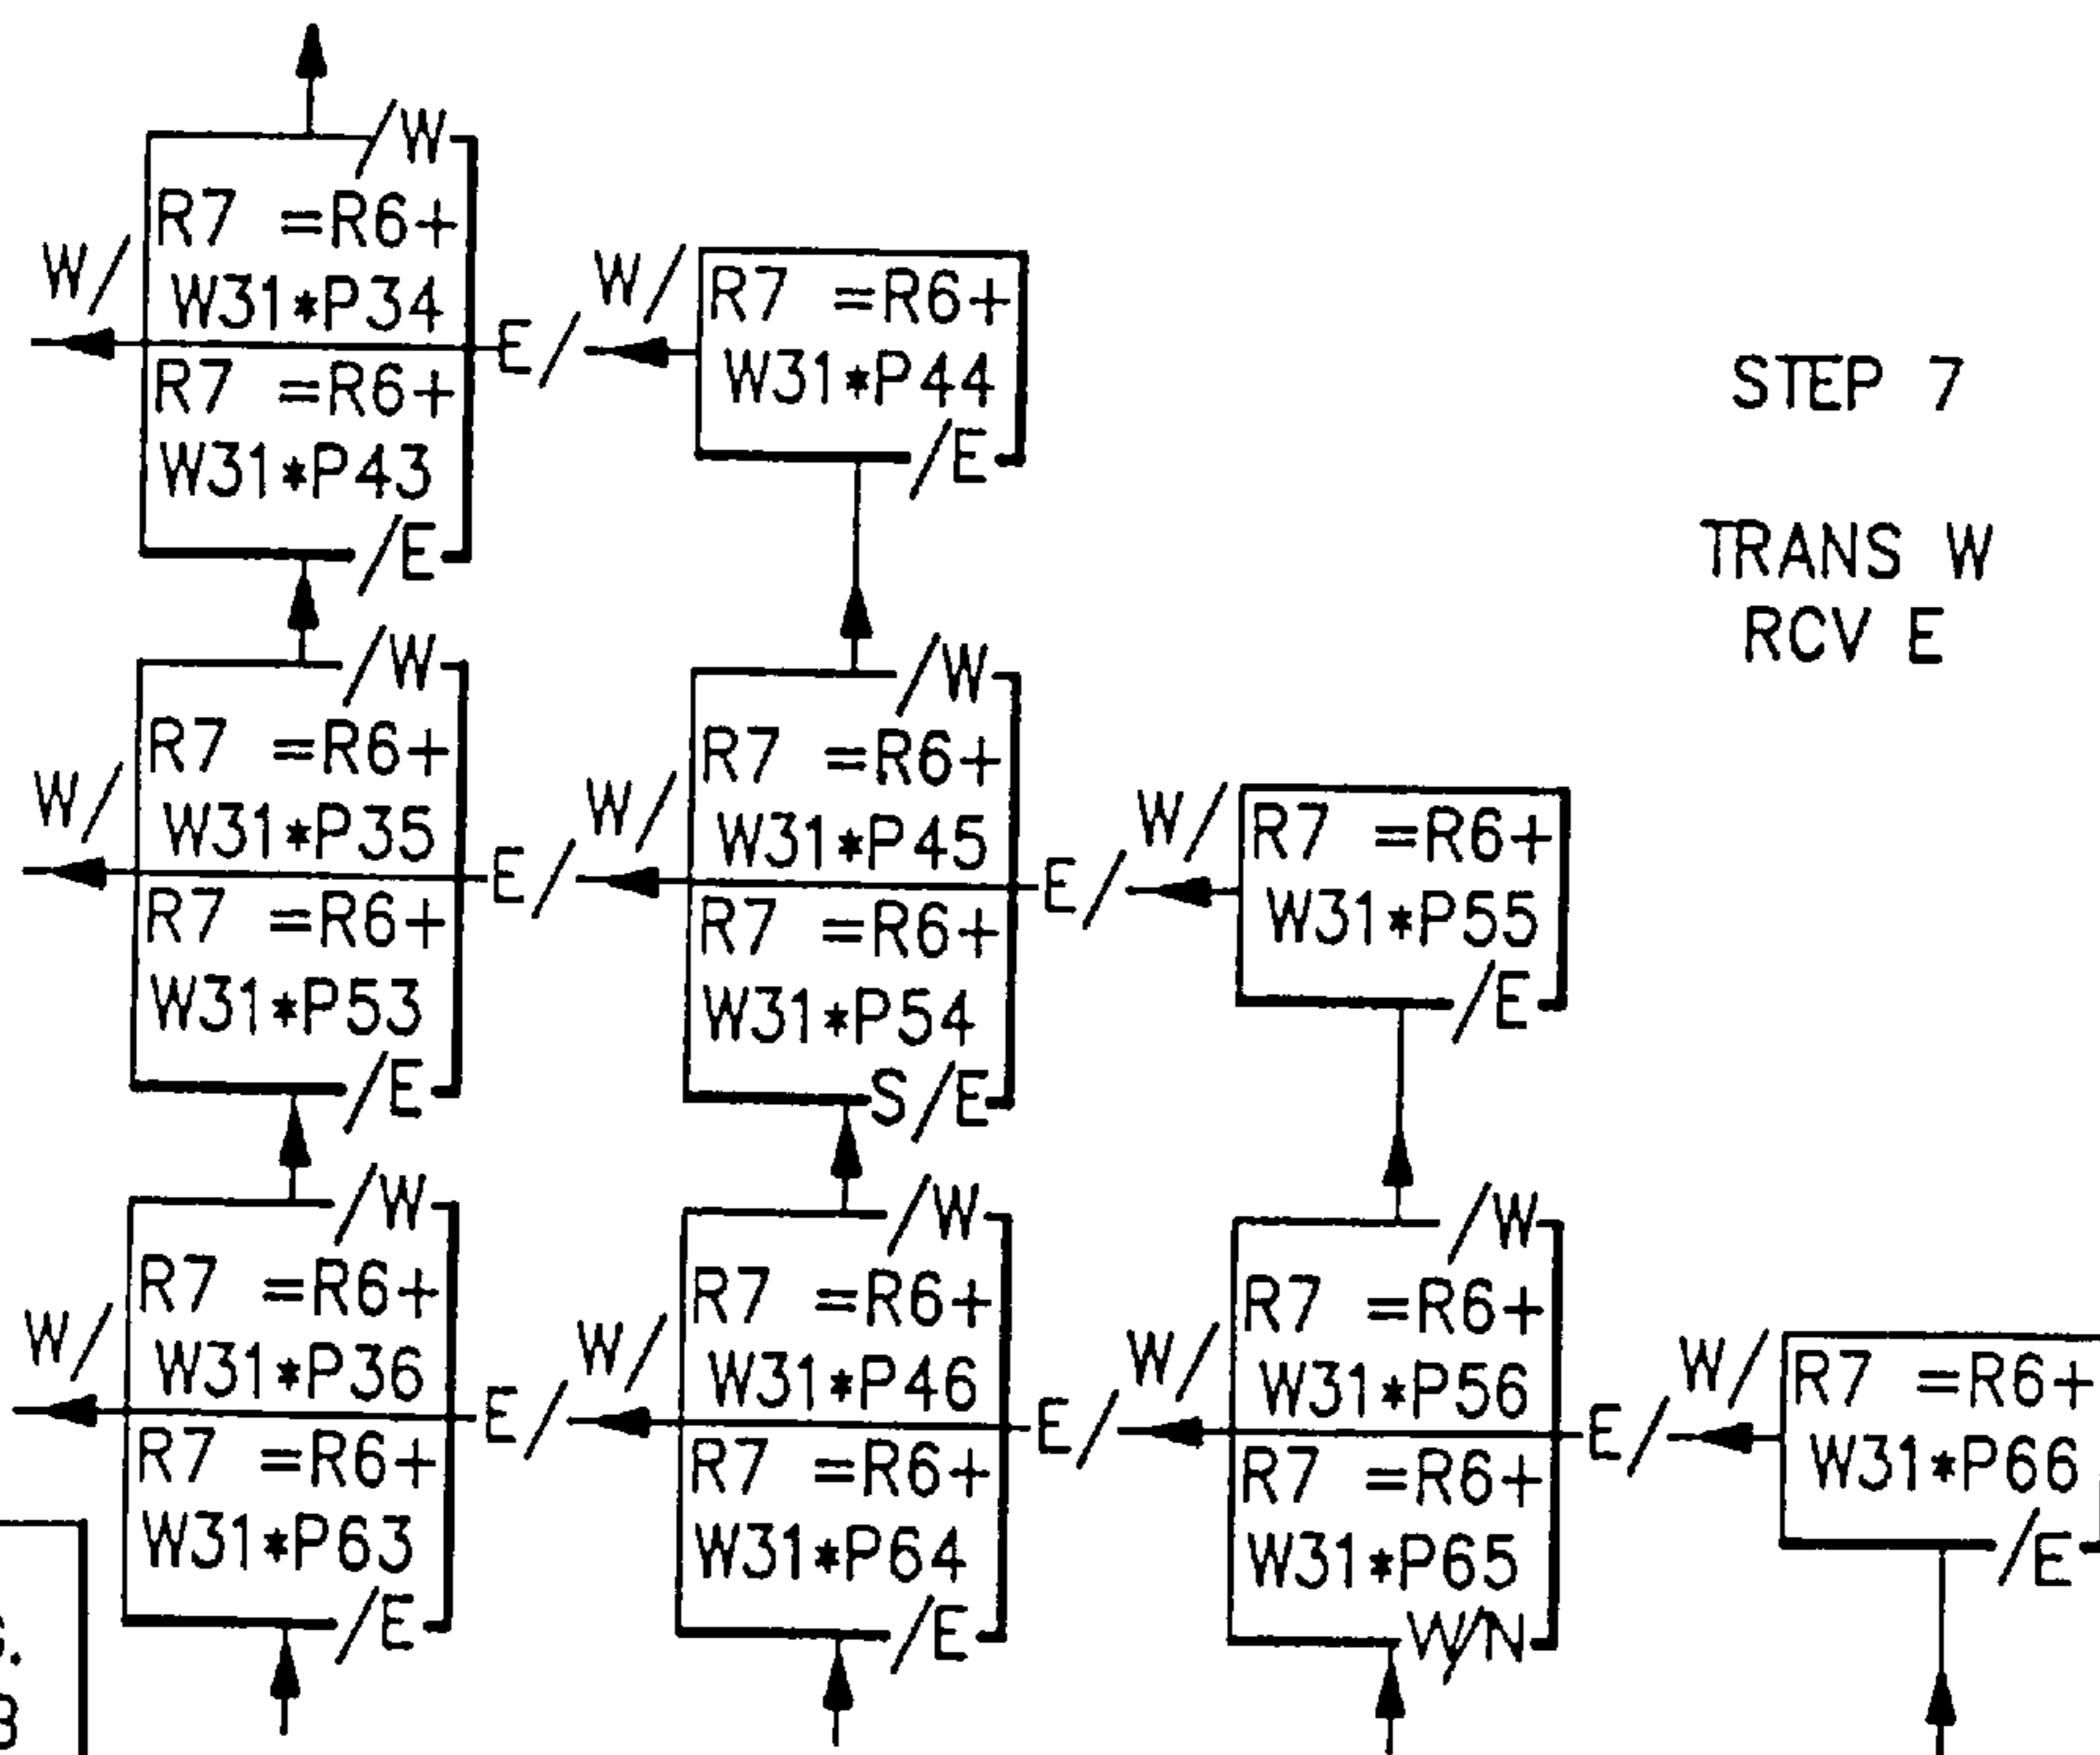 /W
R7 =R6+
W31*P34
W/
R7 =R6+
W31*P43
/E
E/
W/
R7 =R6+
W31*P44
/E
STEP 7
TRANS W
RCV E
/W
R7 =R6+
W31*P35
W/
R7 =R6+
W31*P53
/E
E/
/W
W/
R7 =R6+
W31*P45
R7 =R6+
W31*P54
S/E
E/
W/
R7 =R6+
W31*P55
/E
/W
R7 =R6+
W31*P36
W/
R7 =R6+
W31*P63
/E
E/
/W
W/
R7 =R6+
W31*P46
R7 =R6+
W31*P64
/E
E/
/W
W/
R7 =R6+
W31*P56
R7 =R6+
W31*P65
W/N
E/
W/
R7 =R6+
W31*P66
/E